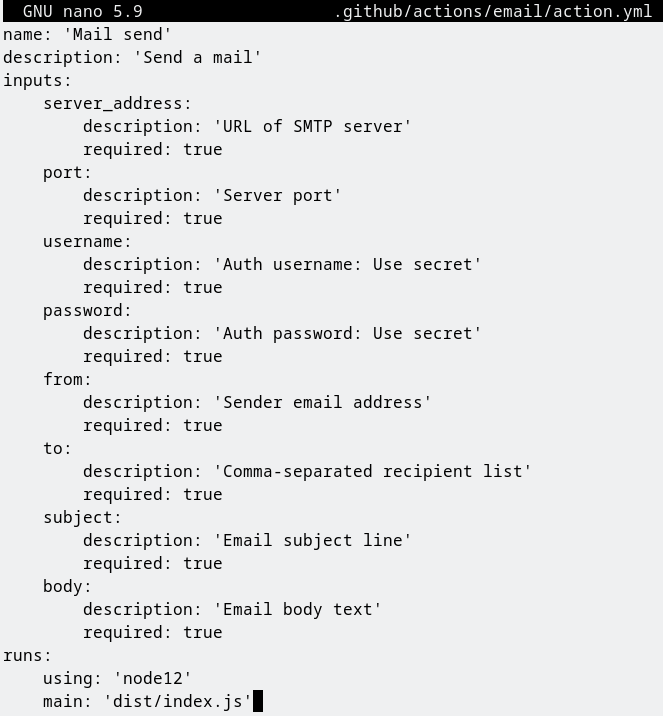 GNU nano 5.9 .github/actions/email/action.yml
name: 'Mail send'
description: 'Send a mail'
inputs:
    server_address:
        description: 'URL of SMTP server'
        required: true
    port:
        description: 'Server port'
        required: true
    username:
        description: 'Auth username: Use secret'
        required: true
    password:
        description: 'Auth password: Use secret'
        required: true
    from:
        description: 'Sender email address'
        required: true
    to:
        description: 'Comma-separated recipient list'
        required: true
    subject:
        description: 'Email subject line'
        required: true
    body:
        description: 'Email body text'
        required: true
runs:
    using: 'node12'
    main: 'dist/index.js'